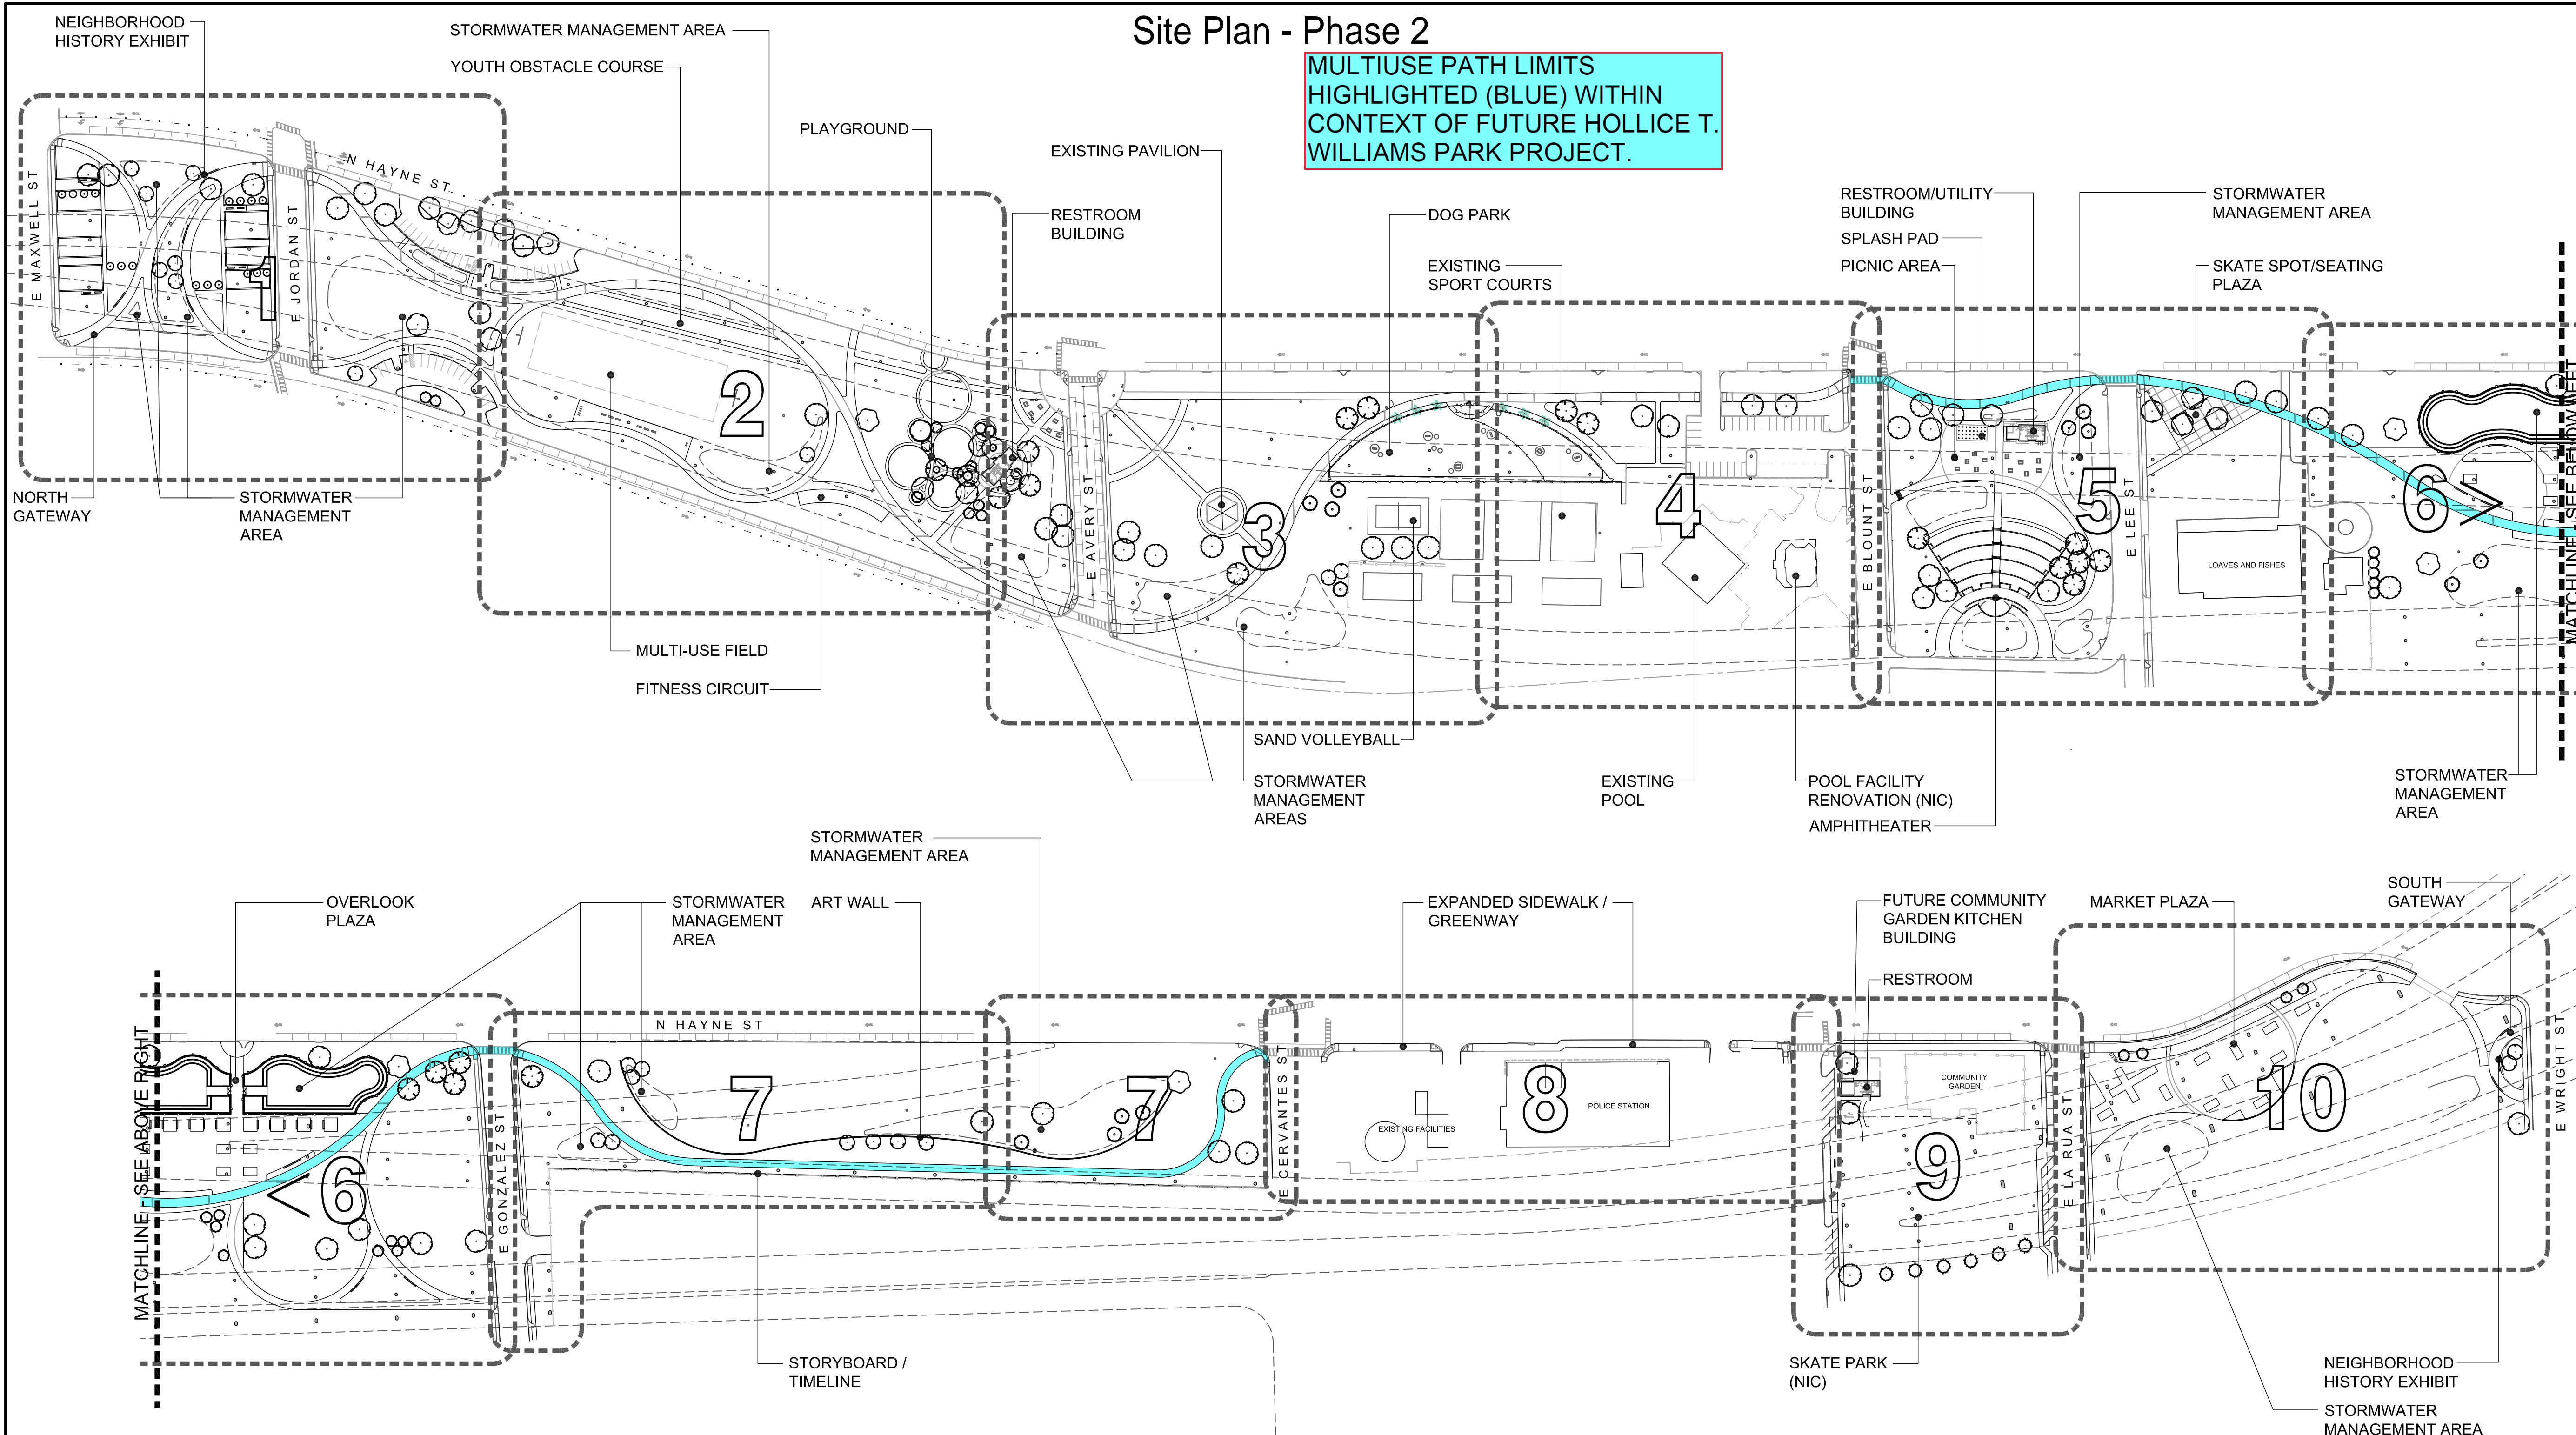 Site Plan - Phase 2
MULTIUSE PATH LIMITS
HIGHLIGHTED (BLUE) WITHIN
CONTEXT OF FUTURE HOLLICE T.
WILLIAMS PARK PROJECT.
NEIGHBORHOOD
HISTORY EXHIBIT
STORMWATER MANAGEMENT AREA
YOUTH OBSTACLE COURSE
PLAYGROUND
EXISTING PAVILION
RESTROOM
BUILDING
DOG PARK
EXISTING
SPORT COURTS
RESTROOM/UTILITY
BUILDING
SPLASH PAD
PICNIC AREA
STORMWATER
MANAGEMENT AREA
SKATE SPOT/SEATING
PLAZA
N HAYNE ST
E MAXWELL ST
E JORDAN ST
E AVERY ST
E BLOUNT ST
E LEE ST
1
2
3
4
5
6 >
LOAVES AND FISHES
MATCHLINE - SEE BELOW LEFT
NORTH
GATEWAY
STORMWATER
MANAGEMENT
AREA
MULTI-USE FIELD
FITNESS CIRCUIT
SAND VOLLEYBALL
STORMWATER
MANAGEMENT
AREAS
EXISTING
POOL
POOL FACILITY
RENOVATION (NIC)
AMPHITHEATER
STORMWATER
MANAGEMENT
AREA
STORMWATER
MANAGEMENT AREA
OVERLOOK
PLAZA
STORMWATER
MANAGEMENT
AREA
ART WALL
EXPANDED SIDEWALK /
GREENWAY
FUTURE COMMUNITY
GARDEN KITCHEN
BUILDING
RESTROOM
MARKET PLAZA
SOUTH
GATEWAY
MATCHLINE - SEE ABOVE RIGHT
N HAYNE ST
E GONZALEZ ST
E CERVANTES ST
E LA RUA ST
E WRIGHT ST
< 6
7
7
8
9
10
EXISTING FACILITIES
POLICE STATION
COMMUNITY
GARDEN
STORYBOARD /
TIMELINE
SKATE PARK
(NIC)
NEIGHBORHOOD
HISTORY EXHIBIT
STORMWATER
MANAGEMENT AREA